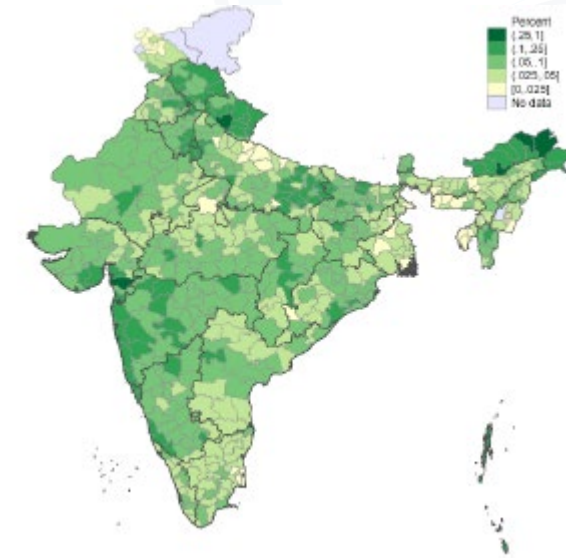 Percent
(.25,1]
(.1,.25]
(.05,.1]
(.025,.05]
[0,.025]
No data